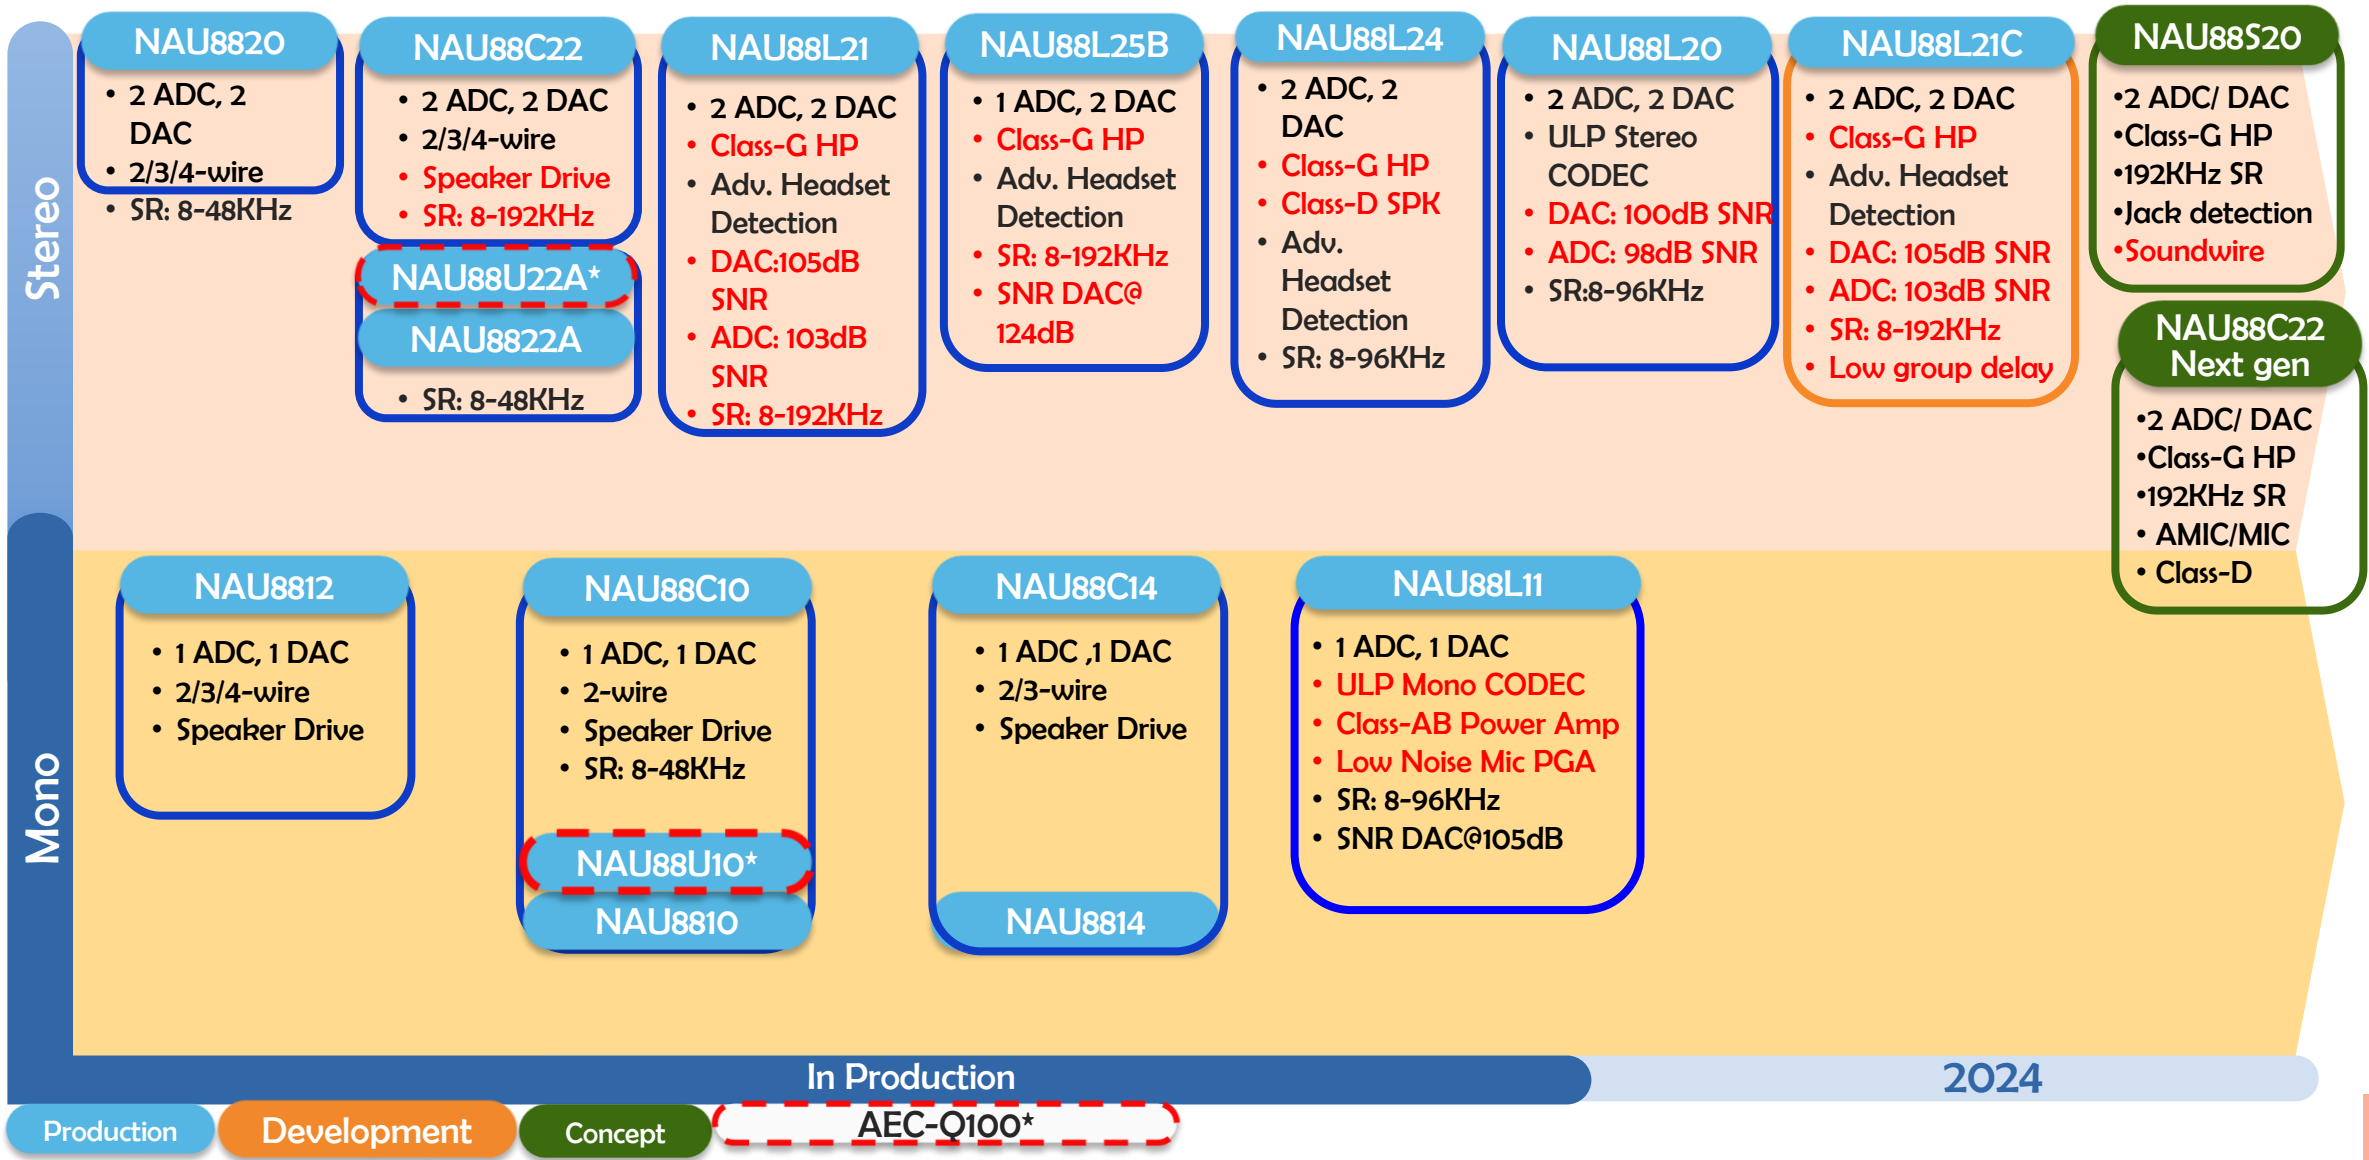 Stereo
NAU8820
• 2 ADC, 2
DAC
• 2/3/4-wire
• SR: 8-48KHz
NAU88C22
• 2 ADC, 2 DAC
• 2/3/4-wire
• Speaker Drive
• SR: 8-192KHz
NAU88U22A*
NAU8822A
• SR: 8-48KHz
NAU88L21
• 2 ADC, 2 DAC
• Class-G HP
• Adv. Headset
Detection
• DAC:105dB
SNR
• ADC: 103dB
SNR
• SR: 8-192KHz
NAU88L25B
• 1 ADC, 2 DAC
• Class-G HP
• Adv. Headset
Detection
• SR: 8-192KHz
• SNR DAC@
124dB
NAU88L24
• 2 ADC, 2
DAC
• Class-G HP
• Class-D SPK
• Adv.
Headset
Detection
• SR: 8-96KHz
NAU88L20
• 2 ADC, 2 DAC
• ULP Stereo
CODEC
• DAC: 100dB SNR
• ADC: 98dB SNR
• SR:8-96KHz
NAU88L21C
• 2 ADC, 2 DAC
• Class-G HP
• Adv. Headset
Detection
• DAC: 105dB SNR
• ADC: 103dB SNR
• SR: 8-192KHz
• Low group delay
NAU88S20
•2 ADC/ DAC
•Class-G HP
•192KHz SR
•Jack detection
•Soundwire
NAU88C22
Next gen
•2 ADC/ DAC
•Class-G HP
•192KHz SR
• AMIC/MIC
• Class-D
Mono
NAU8812
• 1 ADC, 1 DAC
• 2/3/4-wire
• Speaker Drive
NAU88C10
• 1 ADC, 1 DAC
• 2-wire
• Speaker Drive
• SR: 8-48KHz
NAU88U10*
NAU8810
NAU88C14
• 1 ADC ,1 DAC
• 2/3-wire
• Speaker Drive
NAU8814
NAU88L11
• 1 ADC, 1 DAC
• ULP Mono CODEC
• Class-AB Power Amp
• Low Noise Mic PGA
• SR: 8-96KHz
• SNR DAC@105dB
In Production
2024
Production
Development
Concept
AEC-Q100*